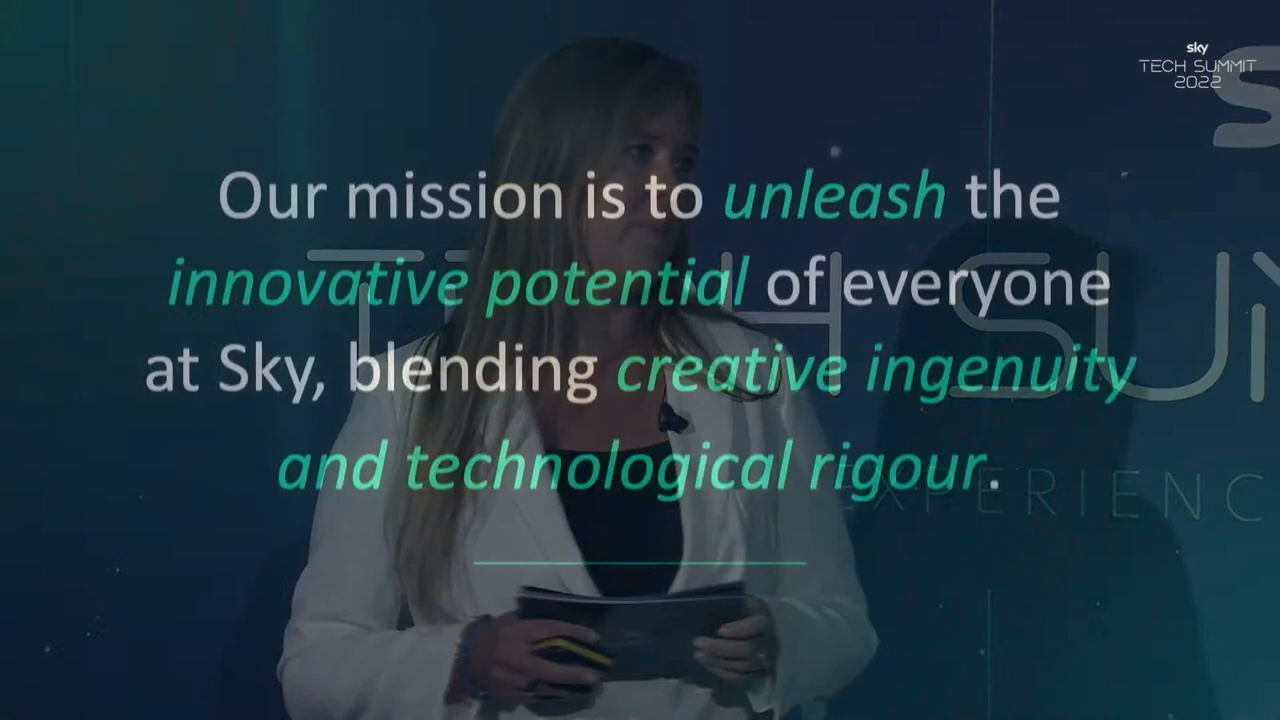 sky
TECH SUMMIT
2022
Our mission is to unleash the
innovative potential of everyone
at Sky, blending creative ingenuity
and technological rigour.